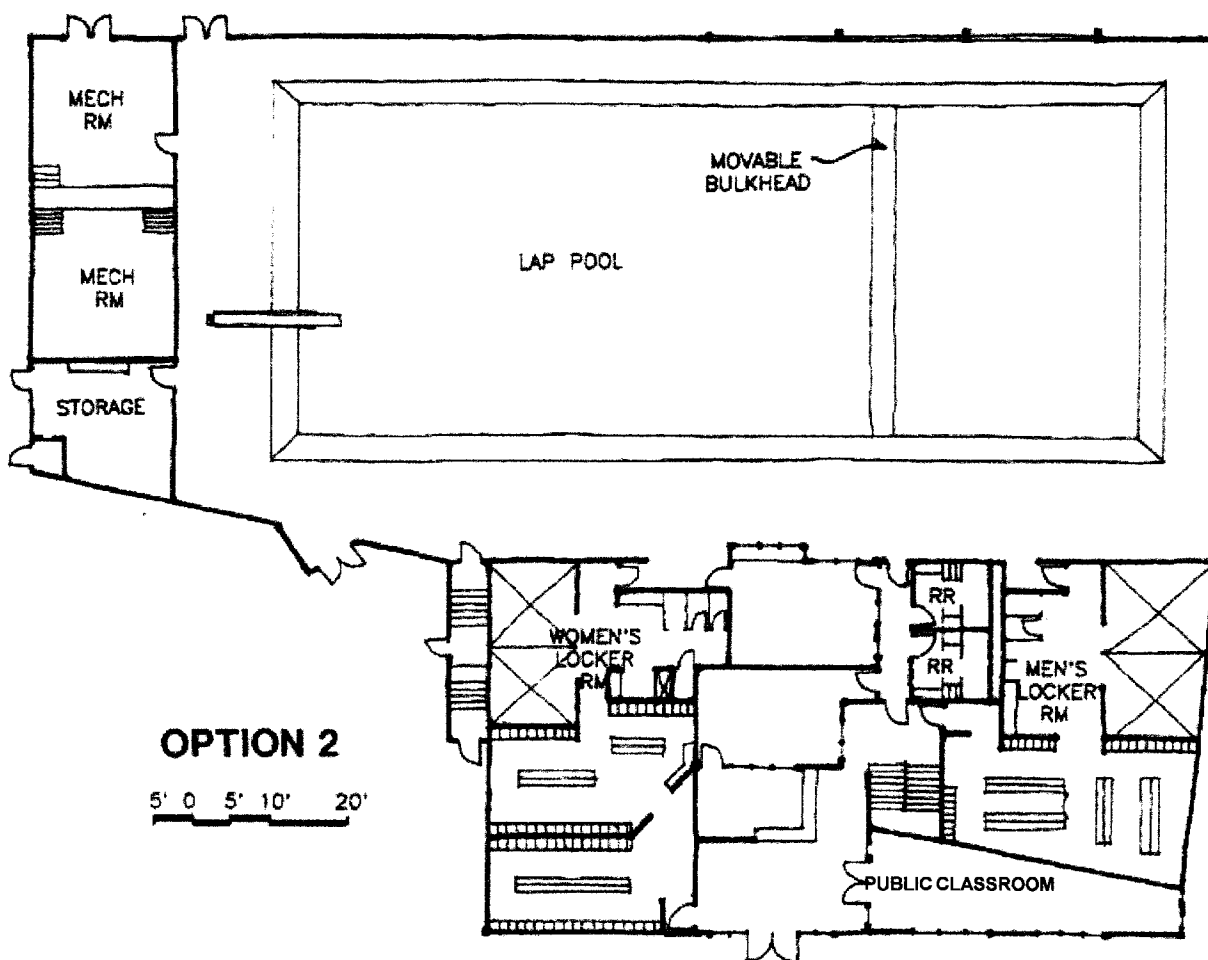 MECH
RM
MOVABLE
BULKHEAD
LAP POOL
MECH
RM
STORAGE
RR
WOMEN'S
LOCKER
RM
RR
MEN'S
LOCKER
RM
OPTION 2
5' 0 5' 10' 20'
PUBLIC CLASSROOM